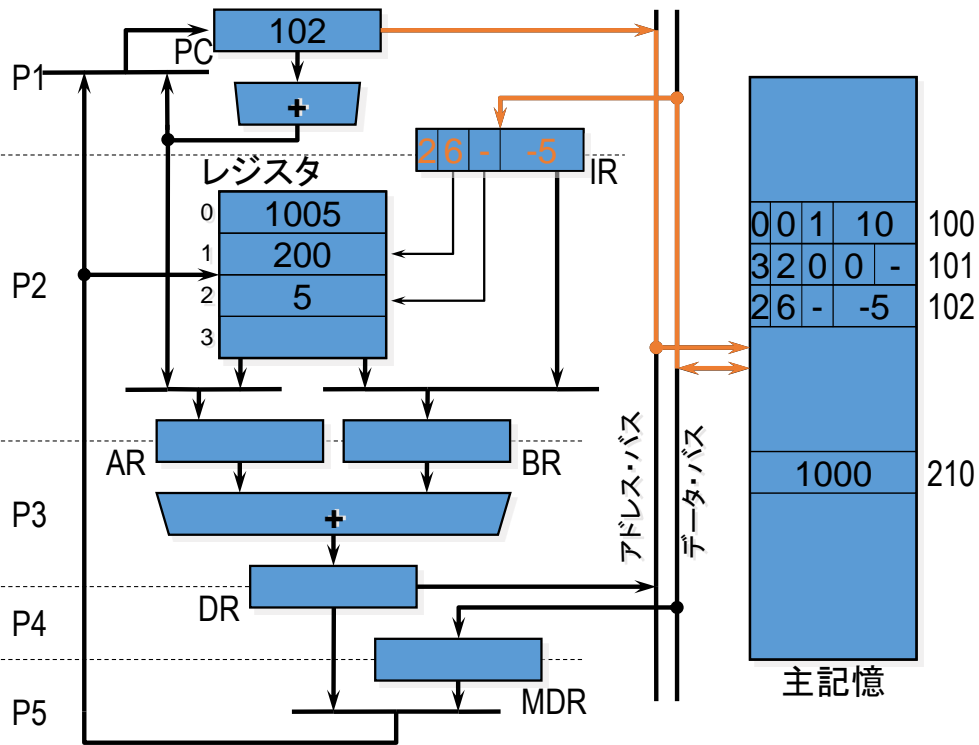 102
PC
P1
+
2 6 - -5
IR
レジスタ
0 1005
1 200
2 5
3
P2
0 0 1 10 100
3 2 0 0 - 101
2 6 - -5 102
1000 210
主記憶
アドレス・バス
データ・バス
AR
BR
P3
+
DR
P4
MDR
P5